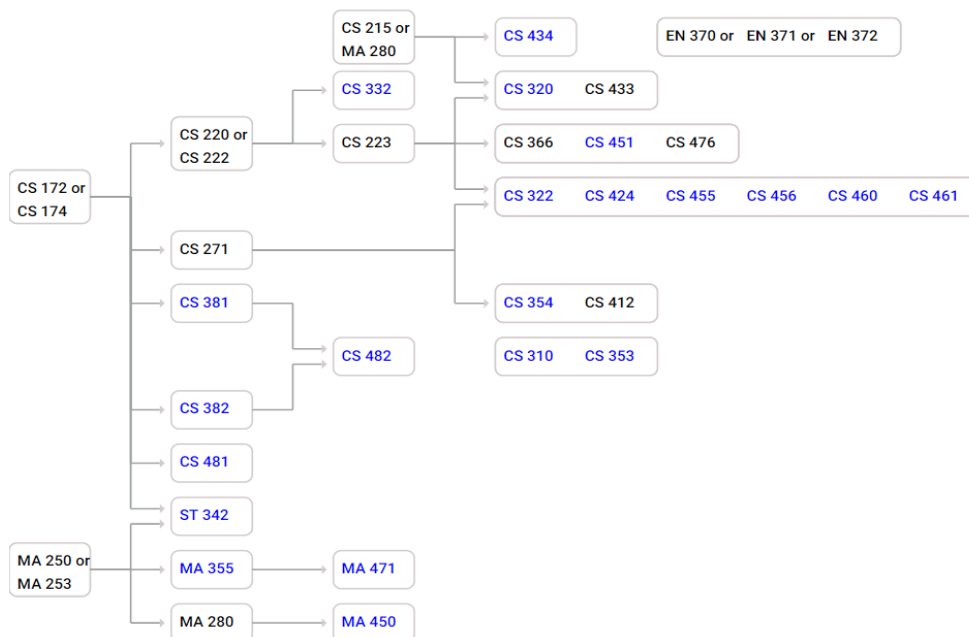 CS 215 or
MA 280
CS 434
EN 370 or EN 371 or EN 372
CS 332
CS 320 CS 433
CS 220 or
CS 222
CS 223
CS 366 CS 451 CS 476
CS 172 or
CS 174
CS 322 CS 424 CS 455 CS 456 CS 460 CS 461
CS 271
CS 381
CS 354 CS 412
CS 482
CS 310 CS 353
CS 382
CS 481
ST 342
MA 250 or
MA 253
MA 355
MA 471
MA 280
MA 450